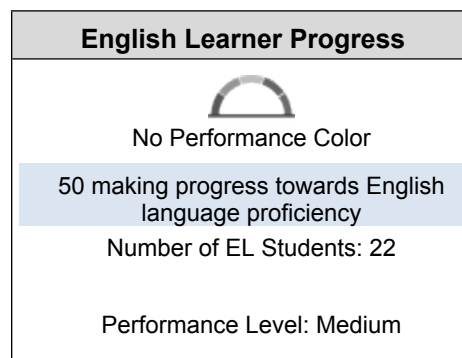 English Learner Progress
No Performance Color
50 making progress towards English
language proficiency
Number of EL Students: 22
Performance Level: Medium